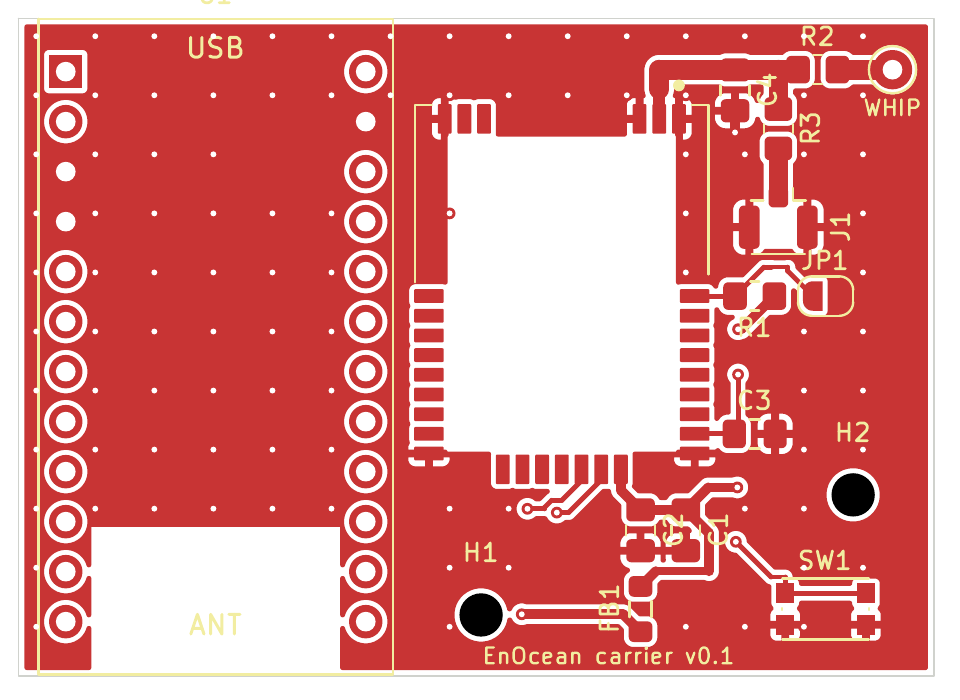 USB
R2
C4
WHIP
R3
J1
JP1
R1
C3
H2
H1
C2
C1
SW1
FB1
ANT
EnOcean carrier v0.1